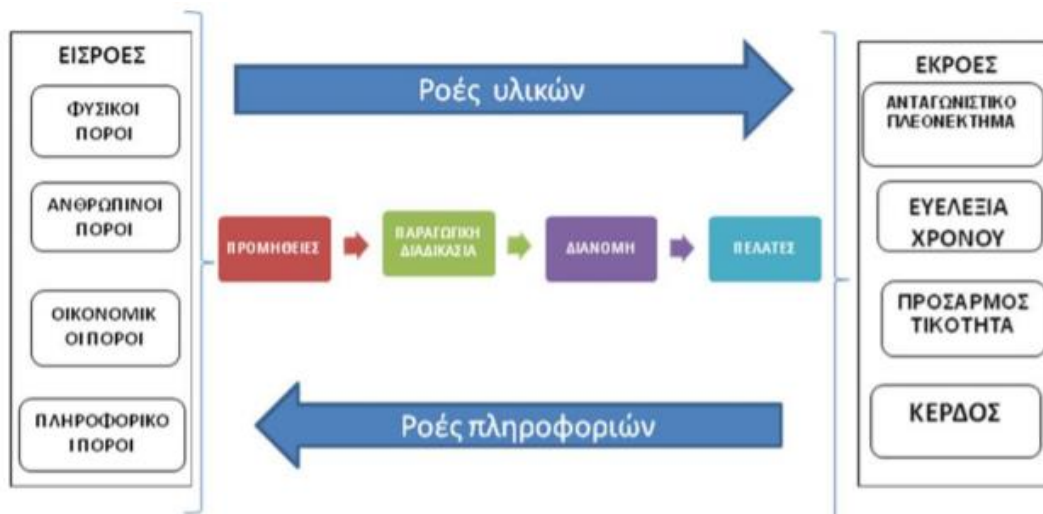 ΕΙΣΡΟΕΣ
ΦΥΣΙΚΟΙ
ΠΟΡΟΙ
ΑΝΘΡΩΠΙΝΟΙ
ΠΟΡΟΙ
ΟΙΚΟΝΟΜΙΚ
ΟΙ ΠΟΡΟΙ
ΠΛΗΡΟΦΟΡΙΚΟ
Ι ΠΟΡΟΙ
Ροές υλικών
ΠΡΟΜΗΘΕΙΕΣ
ΠΑΡΑΓΩΓΙΚΗ
ΔΙΑΔΙΚΑΣΙΑ
ΔΙΑΝΟΜΗ
ΠΕΛΑΤΕΣ
Ροές πληροφοριών
ΕΚΡΟΕΣ
ΑΝΤΑΓΩΝΙΣΤΙΚΟ
ΠΛΕΟΝΕΚΤΗΜΑ
ΕΥΕΛΕΞΙΑ
ΧΡΟΝΟΥ
ΠΡΟΣΑΡΜΟΣ
ΤΙΚΟΤΗΤΑ
ΚΕΡΔΟΣ